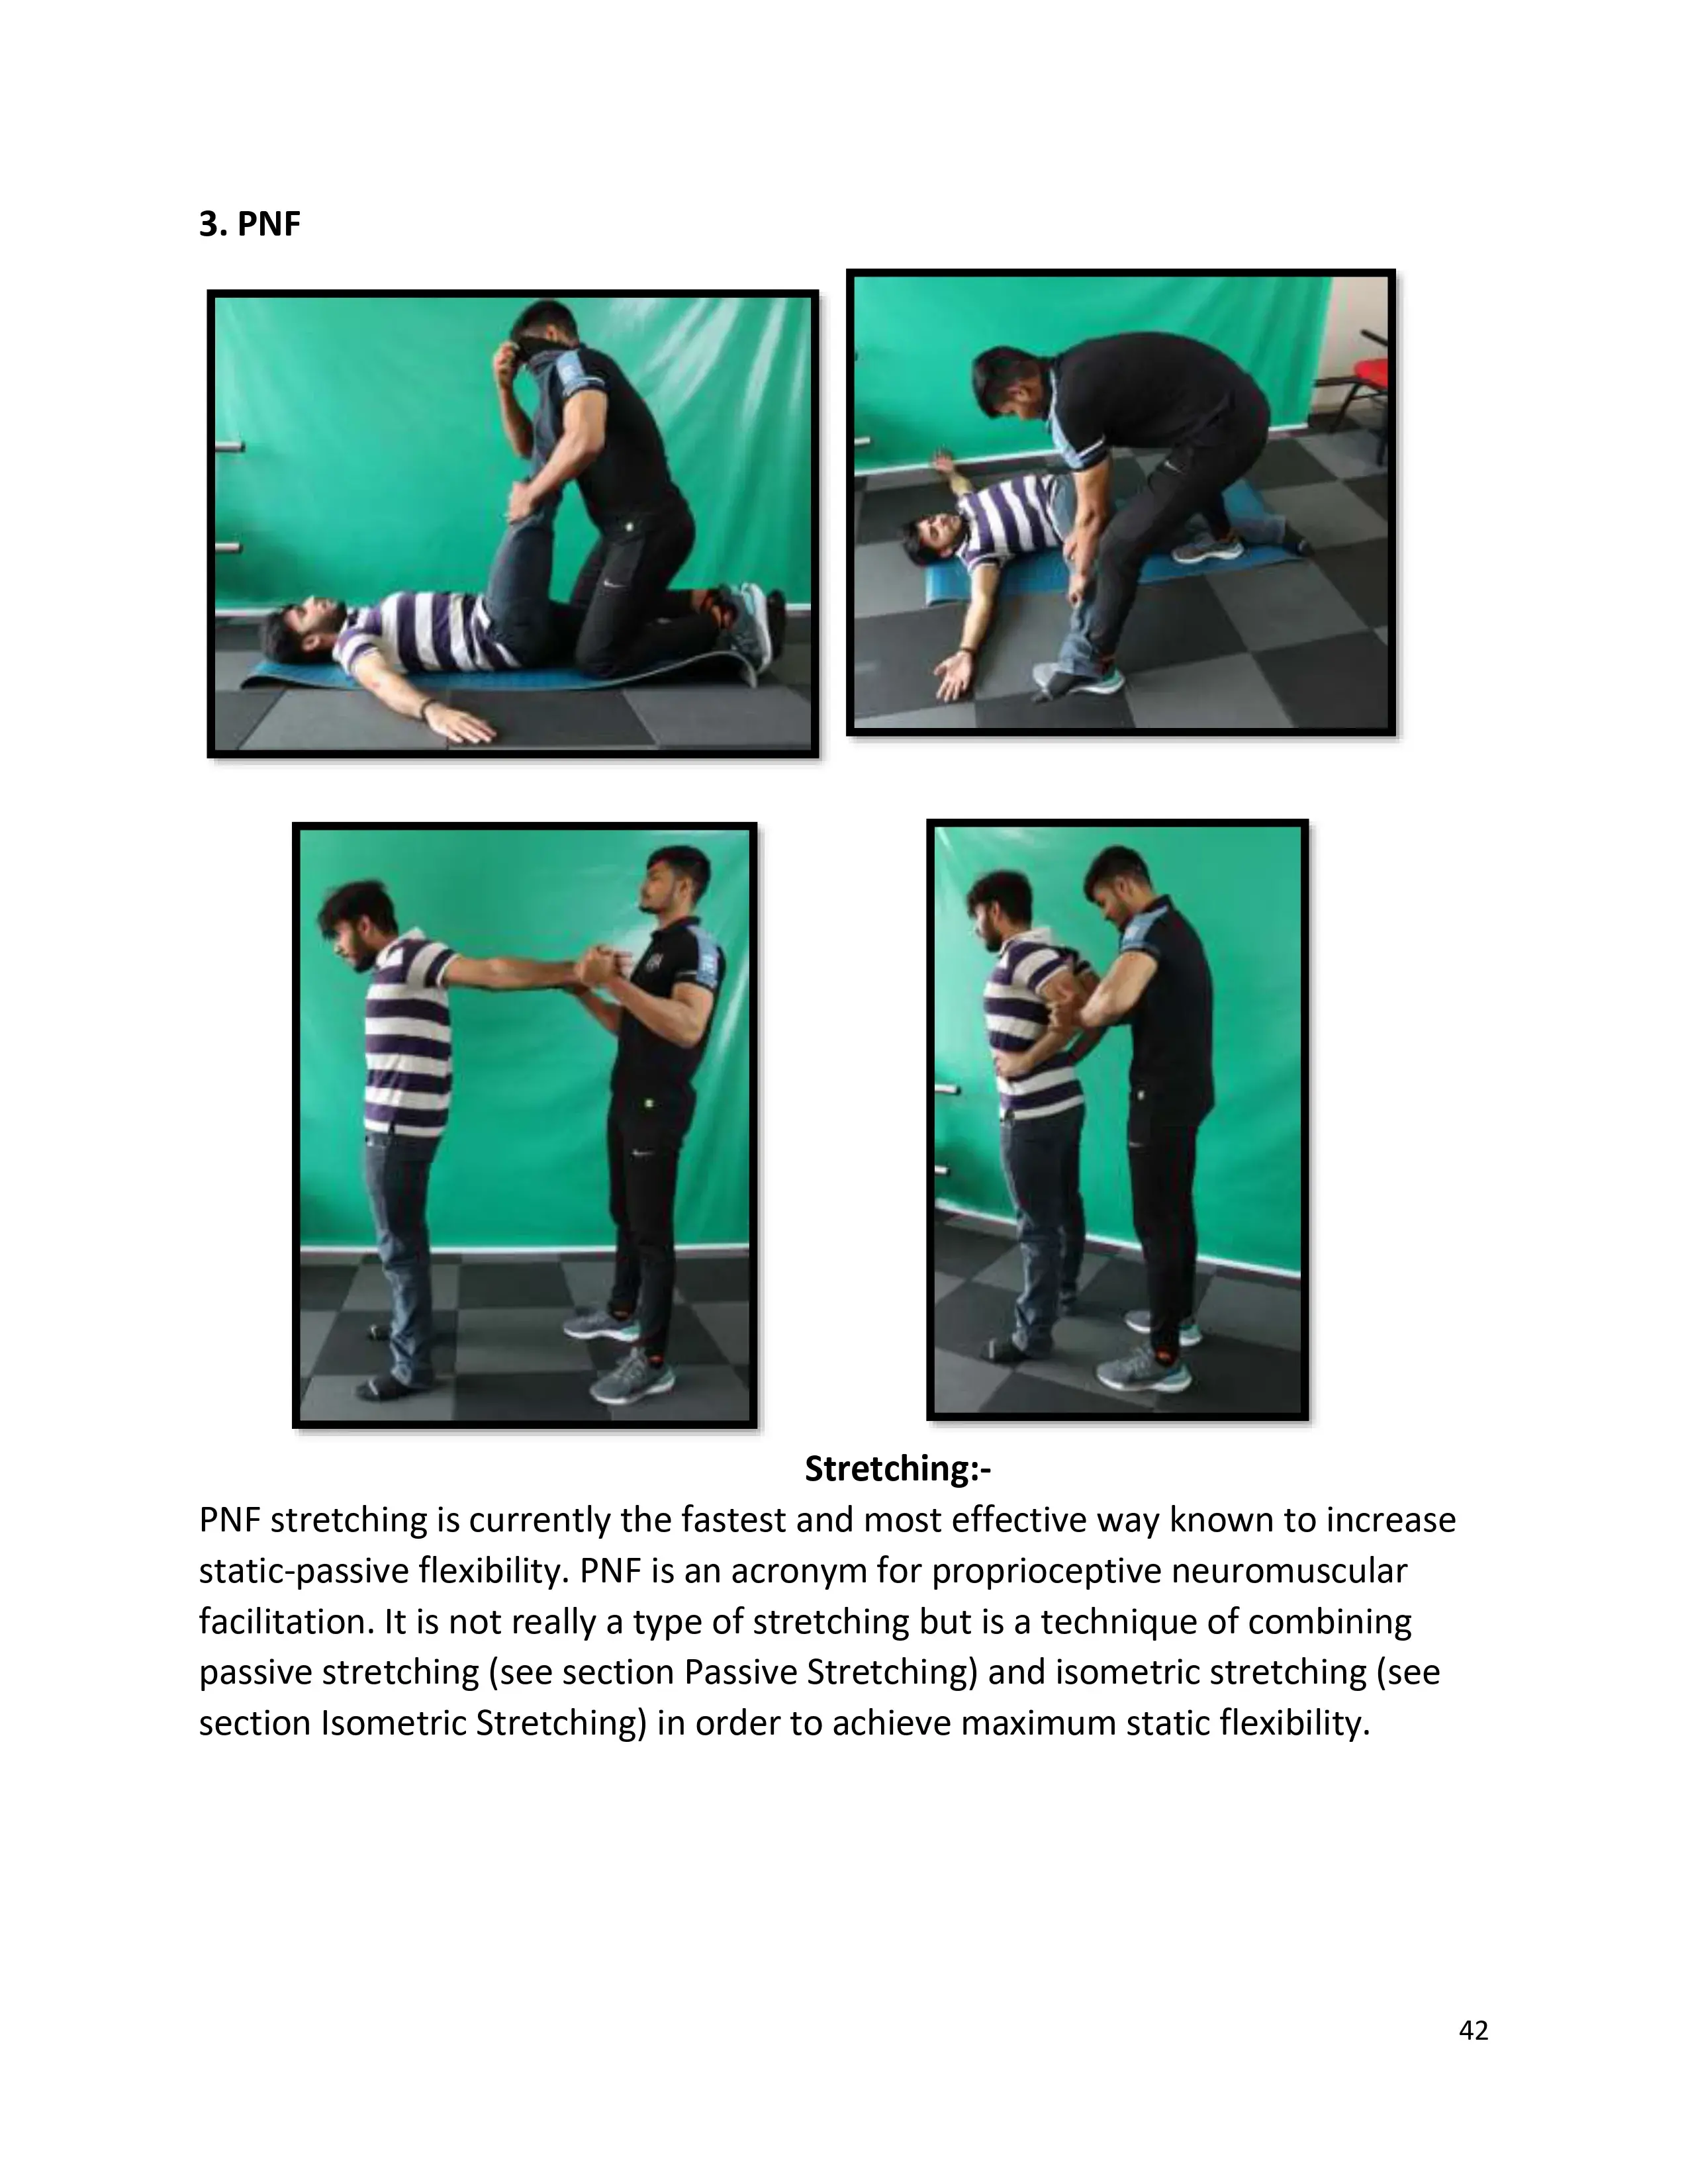 3. PNF
Stretching:-
PNF stretching is currently the fastest and most effective way known to increase
static-passive flexibility. PNF is an acronym for proprioceptive neuromuscular
facilitation. It is not really a type of stretching but is a technique of combining
passive stretching (see section Passive Stretching) and isometric stretching (see
section Isometric Stretching) in order to achieve maximum static flexibility.
42